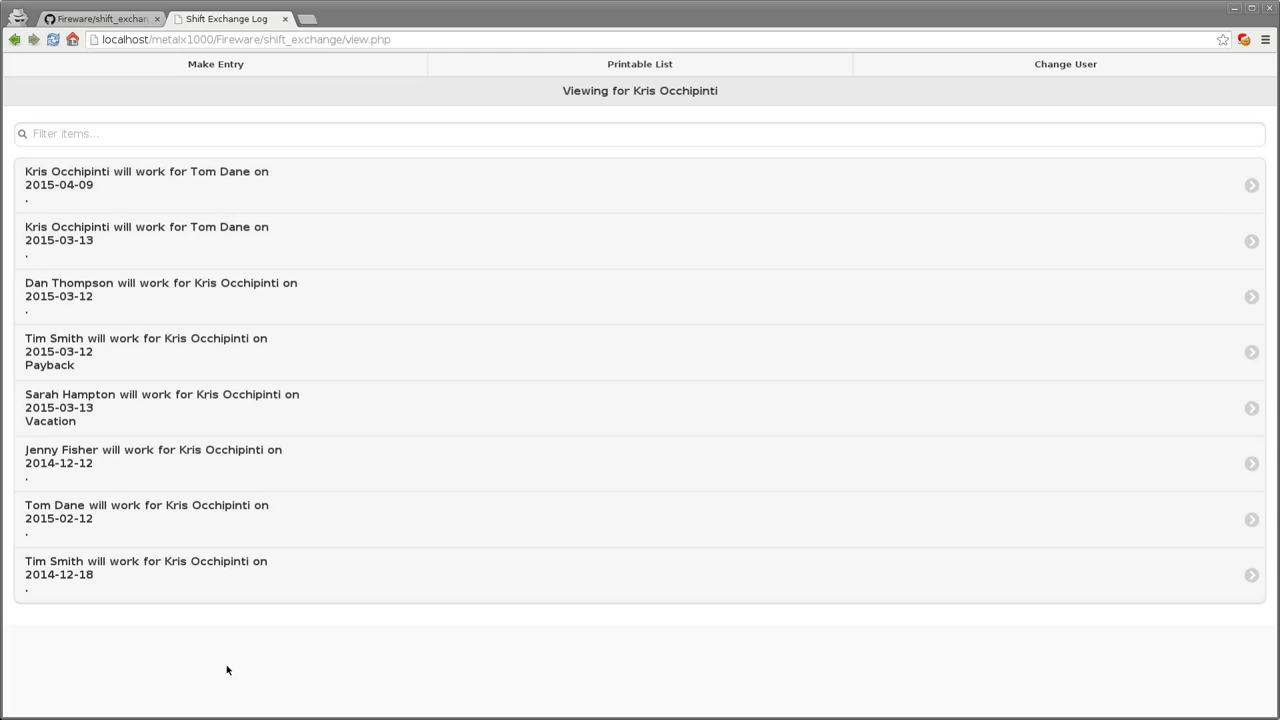 Fireware/shift_exchan
Shift Exchange Log
localhost/metalx1000/Fireware/shift_exchange/view.php
Make Entry
Printable List
Change User
Viewing for Kris Occhipinti
Filter items...
Kris Occhipinti will work for Tom Dane on
2015-04-09
.
Kris Occhipinti will work for Tom Dane on
2015-03-13
.
Dan Thompson will work for Kris Occhipinti on
2015-03-12
.
Tim Smith will work for Kris Occhipinti on
2015-03-12
Payback
Sarah Hampton will work for Kris Occhipinti on
2015-03-13
Vacation
Jenny Fisher will work for Kris Occhipinti on
2014-12-12
.
Tom Dane will work for Kris Occhipinti on
2015-02-12
.
Tim Smith will work for Kris Occhipinti on
2014-12-18
.